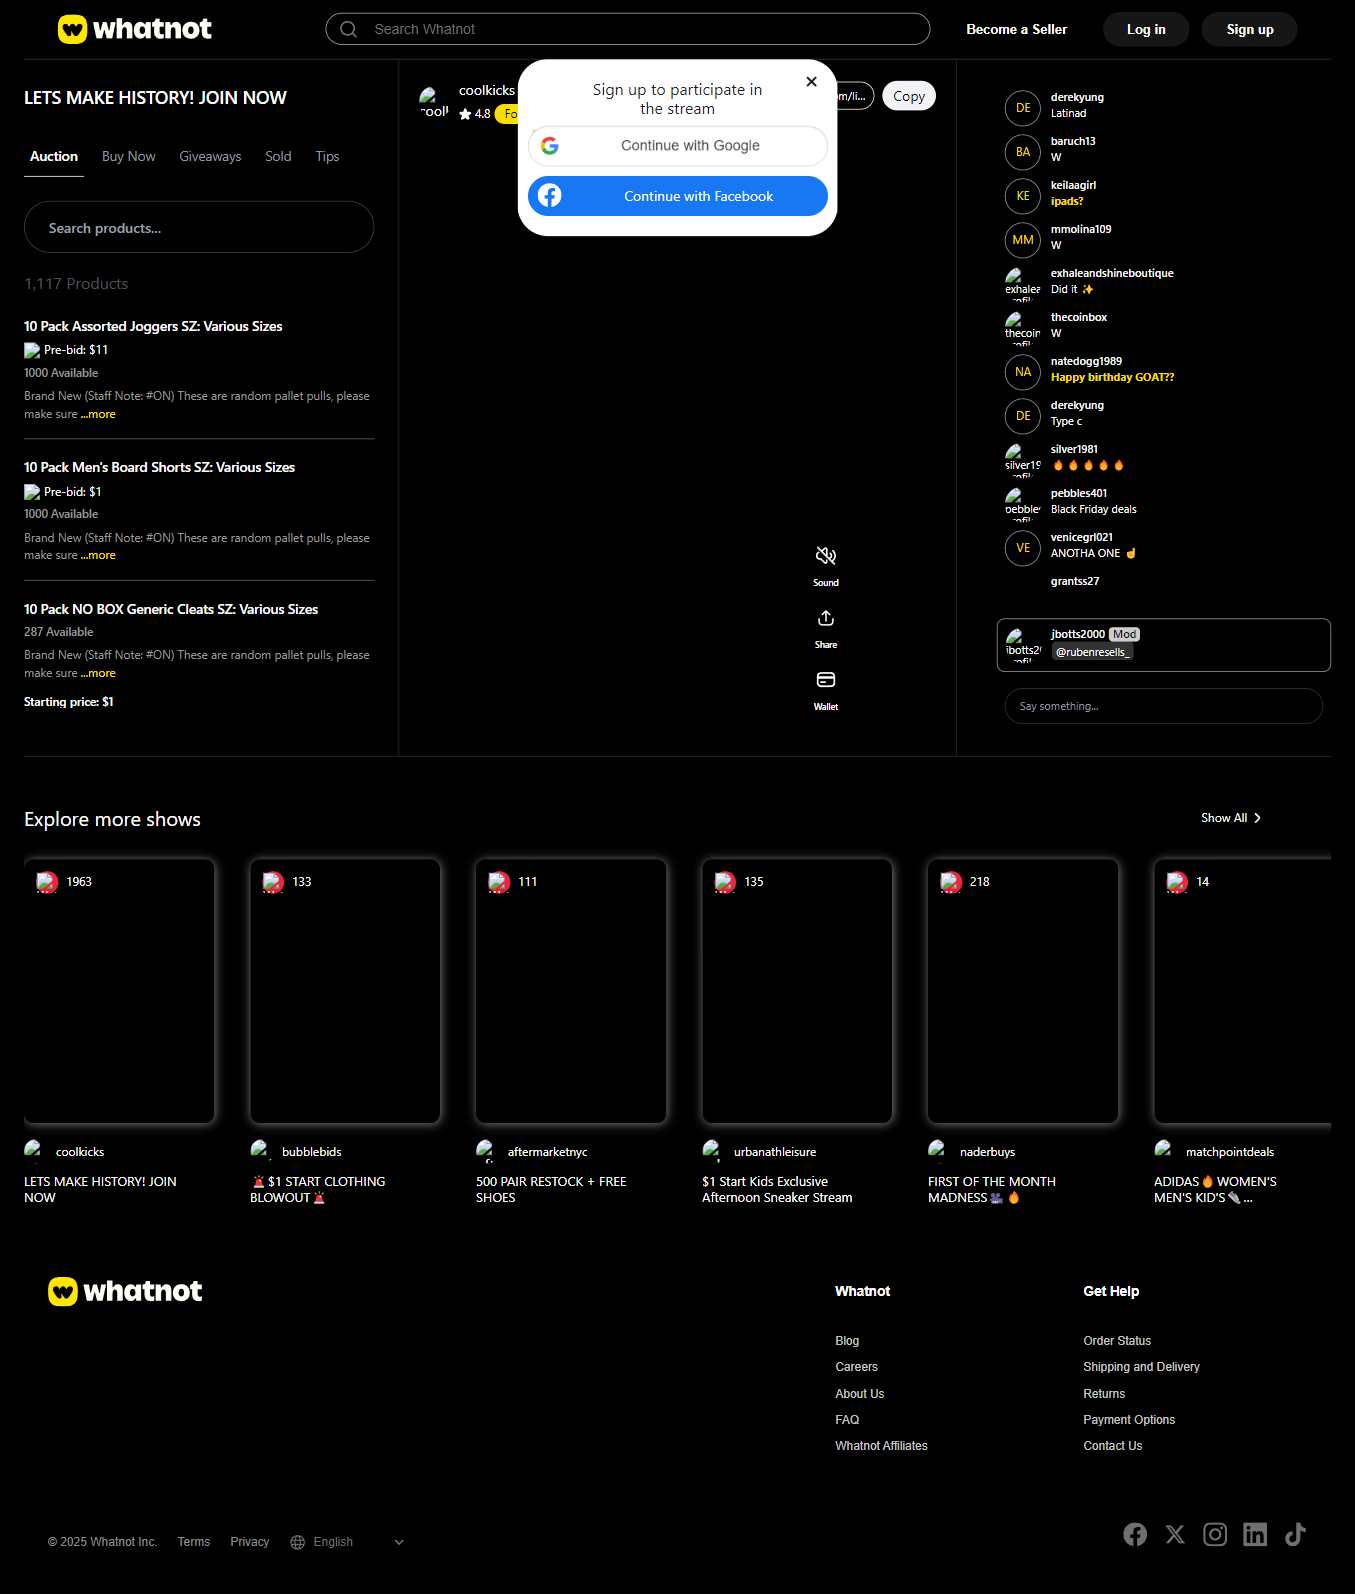 whatnot
Search Whatnot
Become a Seller
Log in
Sign up
LETS MAKE HISTORY! JOIN NOW
Auction
Buy Now
Giveaways
Sold
Tips
Search products...
1,117 Products
10 Pack Assorted Joggers SZ: Various Sizes
Pre-bid: $11
1000 Available
Brand New (Staff Note: #ON) These are random pallet pulls, please
make sure ...more
10 Pack Men's Board Shorts SZ: Various Sizes
Pre-bid: $1
1000 Available
Brand New (Staff Note: #ON) These are random pallet pulls, please
make sure ...more
10 Pack NO BOX Generic Cleats SZ: Various Sizes
287 Available
Brand New (Staff Note: #ON) These are random pallet pulls, please
make sure ...more
Starting price: $1
cool
coolkicks
4.8
Fo
om/li...
Copy
Sign up to participate in
the stream
Continue with Google
Continue with Facebook
Sound
Share
Wallet
DE
derekyung
Latinad
BA
baruch13
W
KE
keilaagirl
ipads?
MM
mmolina109
W
exhalea
exhaleandshineboutique
Did it ✨
thecoin
thecoinbox
W
NA
natedogg1989
Happy birthday GOAT??
DE
derekyung
Type c
silver19
silver1981
🔥🔥🔥🔥🔥
pebbles
pebbles401
Black Friday deals
VE
venicegrl021
ANOTHA ONE ☝️
grantss27
jbotts20
jbotts2000 Mod
@rubenresells_
Say something...
Explore more shows
Show All
1963
133
111
135
218
14
coolkicks
LETS MAKE HISTORY! JOIN
NOW
bubblebids
🚨$1 START CLOTHING
BLOWOUT🚨
aftermarketnyc
500 PAIR RESTOCK + FREE
SHOES
urbanathleisure
$1 Start Kids Exclusive
Afternoon Sneaker Stream
naderbuys
FIRST OF THE MONTH
MADNESS 🔥
matchpointdeals
ADIDAS🔥WOMEN'S
MEN'S KID'S ...
whatnot
Whatnot
Blog
Careers
About Us
FAQ
Whatnot Affiliates
Get Help
Order Status
Shipping and Delivery
Returns
Payment Options
Contact Us
© 2025 Whatnot Inc.
Terms
Privacy
English